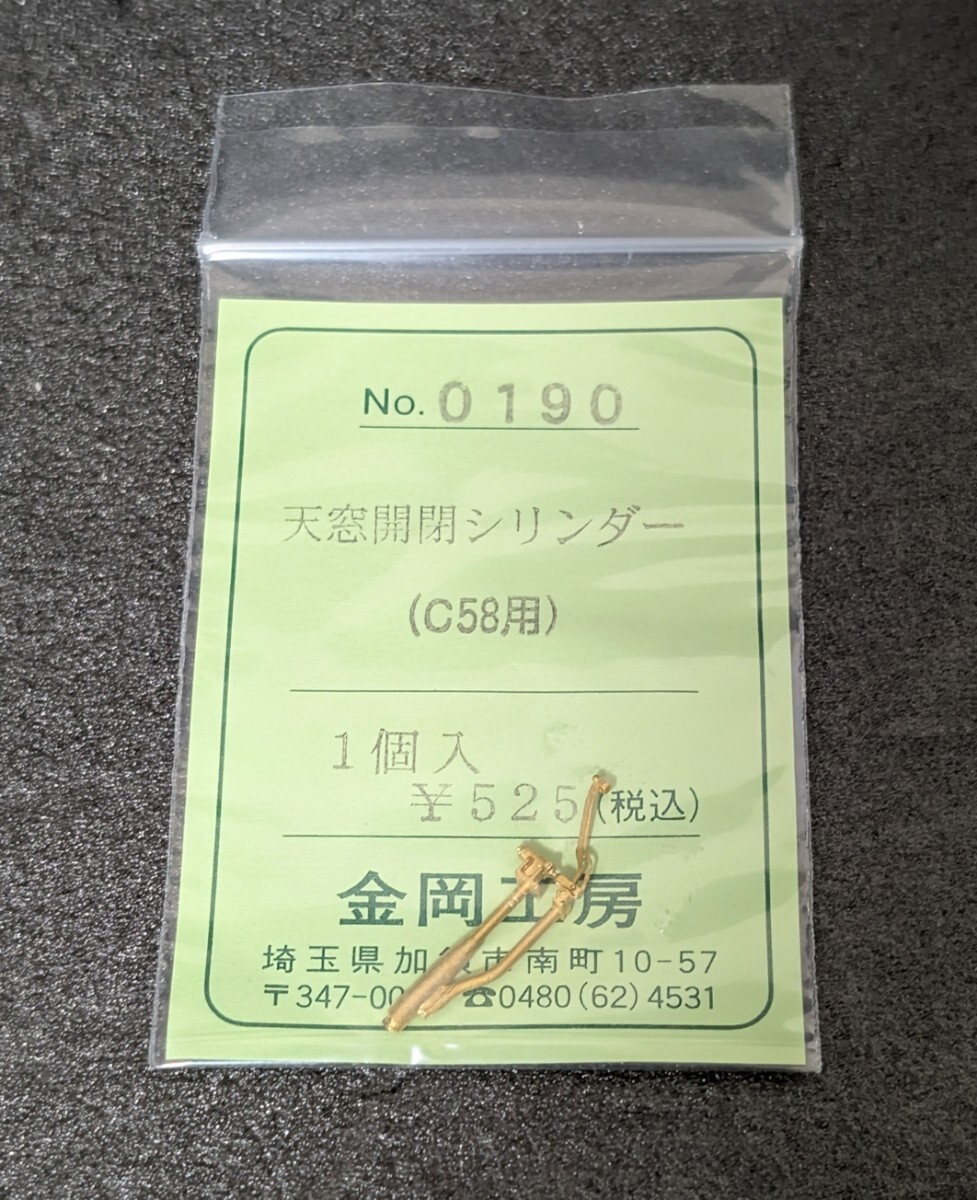 No. 0190
天窓開閉シリンダー
(C58用)
1個入
¥525(税込)
金岡工房
埼玉県加 市南町10-57
〒347-00 ☎0480(62)4531